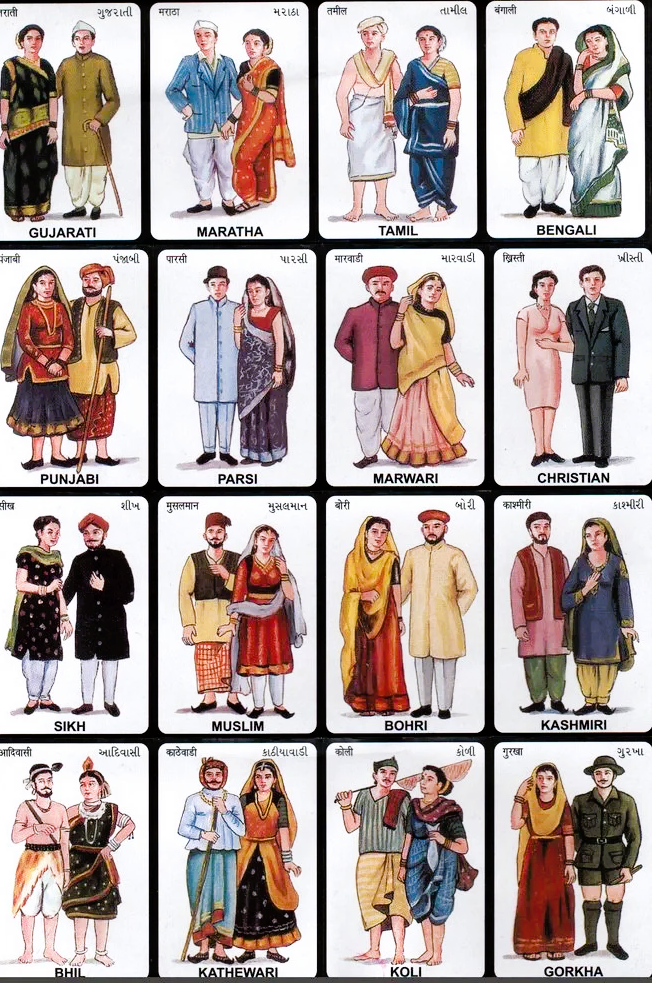 राती ગુજરાતી
GUJARATI
मराठा મરાઠા
MARATHA
तमील તામીલ
TAMIL
बंगाली બંગાળી
BENGALI
पंजाबी પંજાબી
PUNJABI
पारसी પારસી
PARSI
मारवाडी મારવાડી
MARWARI
ख्रिस्ती ખ્રીસ્તી
CHRISTIAN
सीख શીખ
SIKH
मुसलमान મુસલમાન
MUSLIM
बोरी બોરી
BOHRI
काश्मीरी કાશ્મીરી
KASHMIRI
आदिवासी આદિવાસી
BHIL
काठेवाडी કાઠીયાવાડી
KATHEWARI
कोली કોળી
KOLI
गुरखा ગુરખા
GORKHA